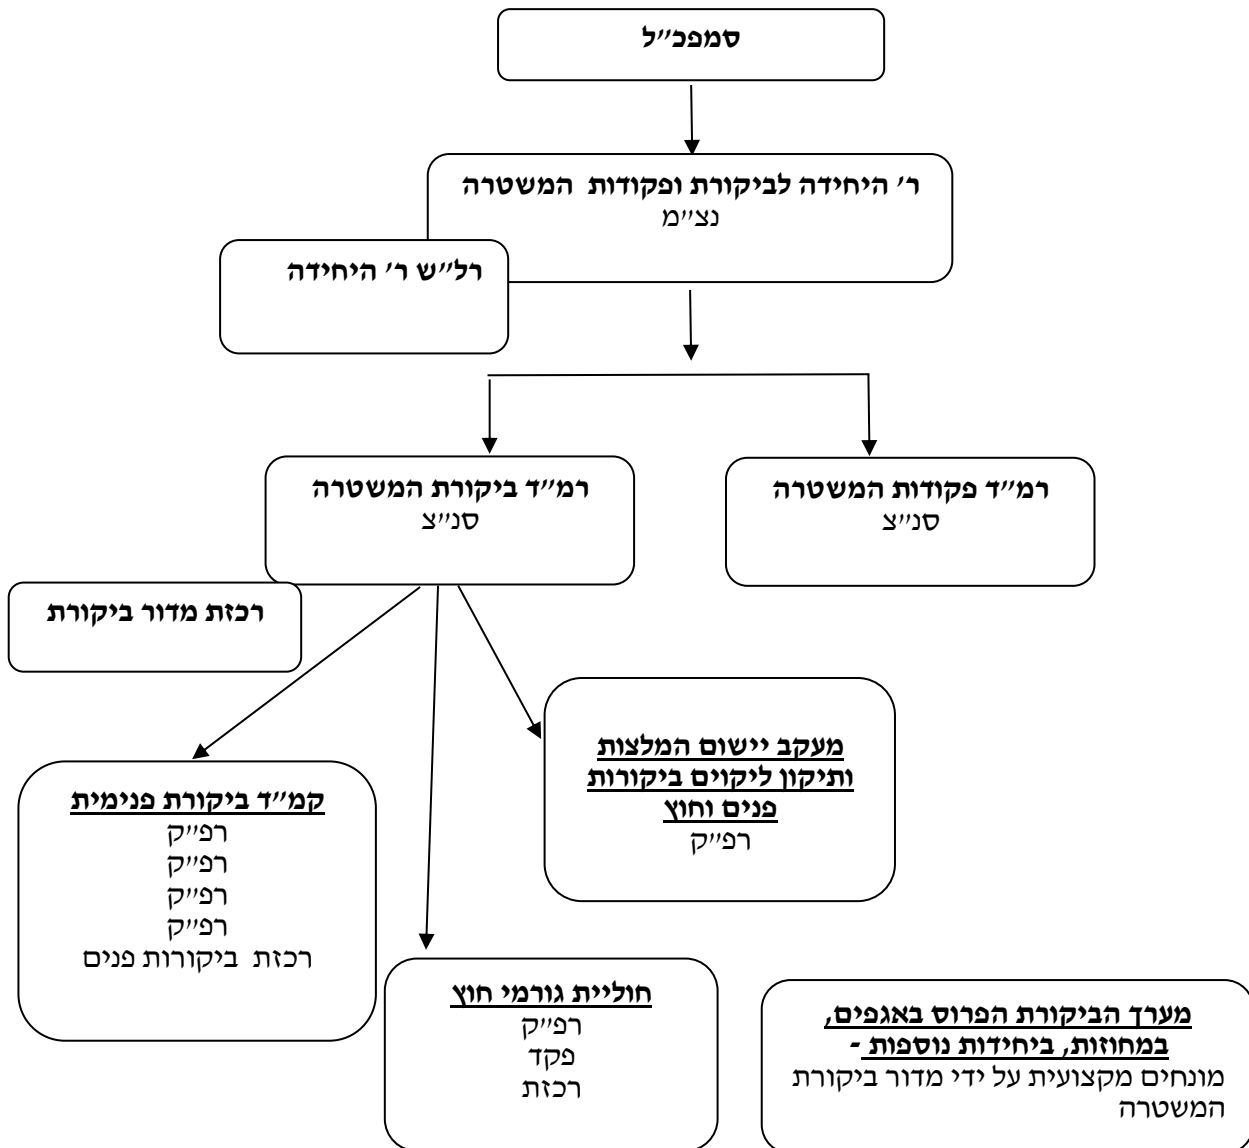 סמפכ״ל
ר׳ היחידה לביקורת ופקודות המשטרה
נצ״מ
רל״ש ר׳ היחידה
רמ״ד ביקורת המשטרה
סנ״צ
רמ״ד פקודות המשטרה
סנ״צ
רכזת מדור ביקורת
מעקב יישום המלצות
ותיקון ליקוים ביקורות
פנים וחוץ
רפ״ק
קמ״ד ביקורת פנימית
רפ״ק
רפ״ק
רפ״ק
רפ״ק
רכזת ביקורות פנים
חוליית גורמי חוץ
רפ״ק
פקד
רכזת
מערך הביקורת הפרוס באגפים,
במחוזות, ביחידות נוספות -
מונחים מקצועית על ידי מדור ביקורת
המשטרה